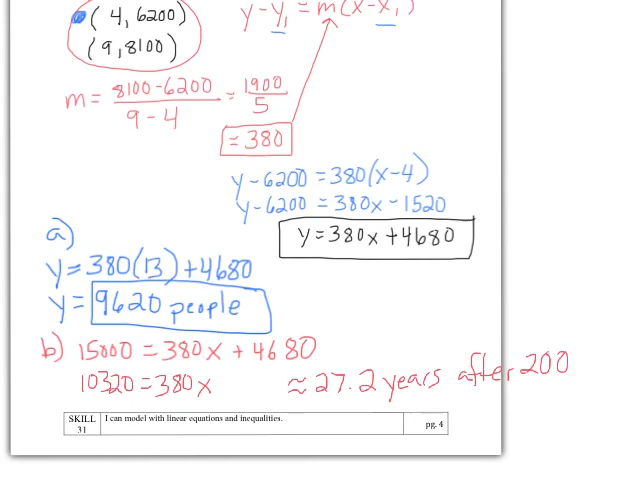 (4, 6200)
(9, 8100)
y - y₁ = m(x - x₁)
m = 8100 - 6200 / 9 - 4 = 1900 / 5
= 380
y - 6200 = 380(x - 4)
y - 6200 = 380x - 1520
y = 380x + 4680
a)
y = 380(13) + 4680
y = 9620 people
b) 15000 = 380x + 4680
10320 = 380x
≈ 27.2 years after 200
SKILL 31
I can model with linear equations and inequalities.
pg. 4